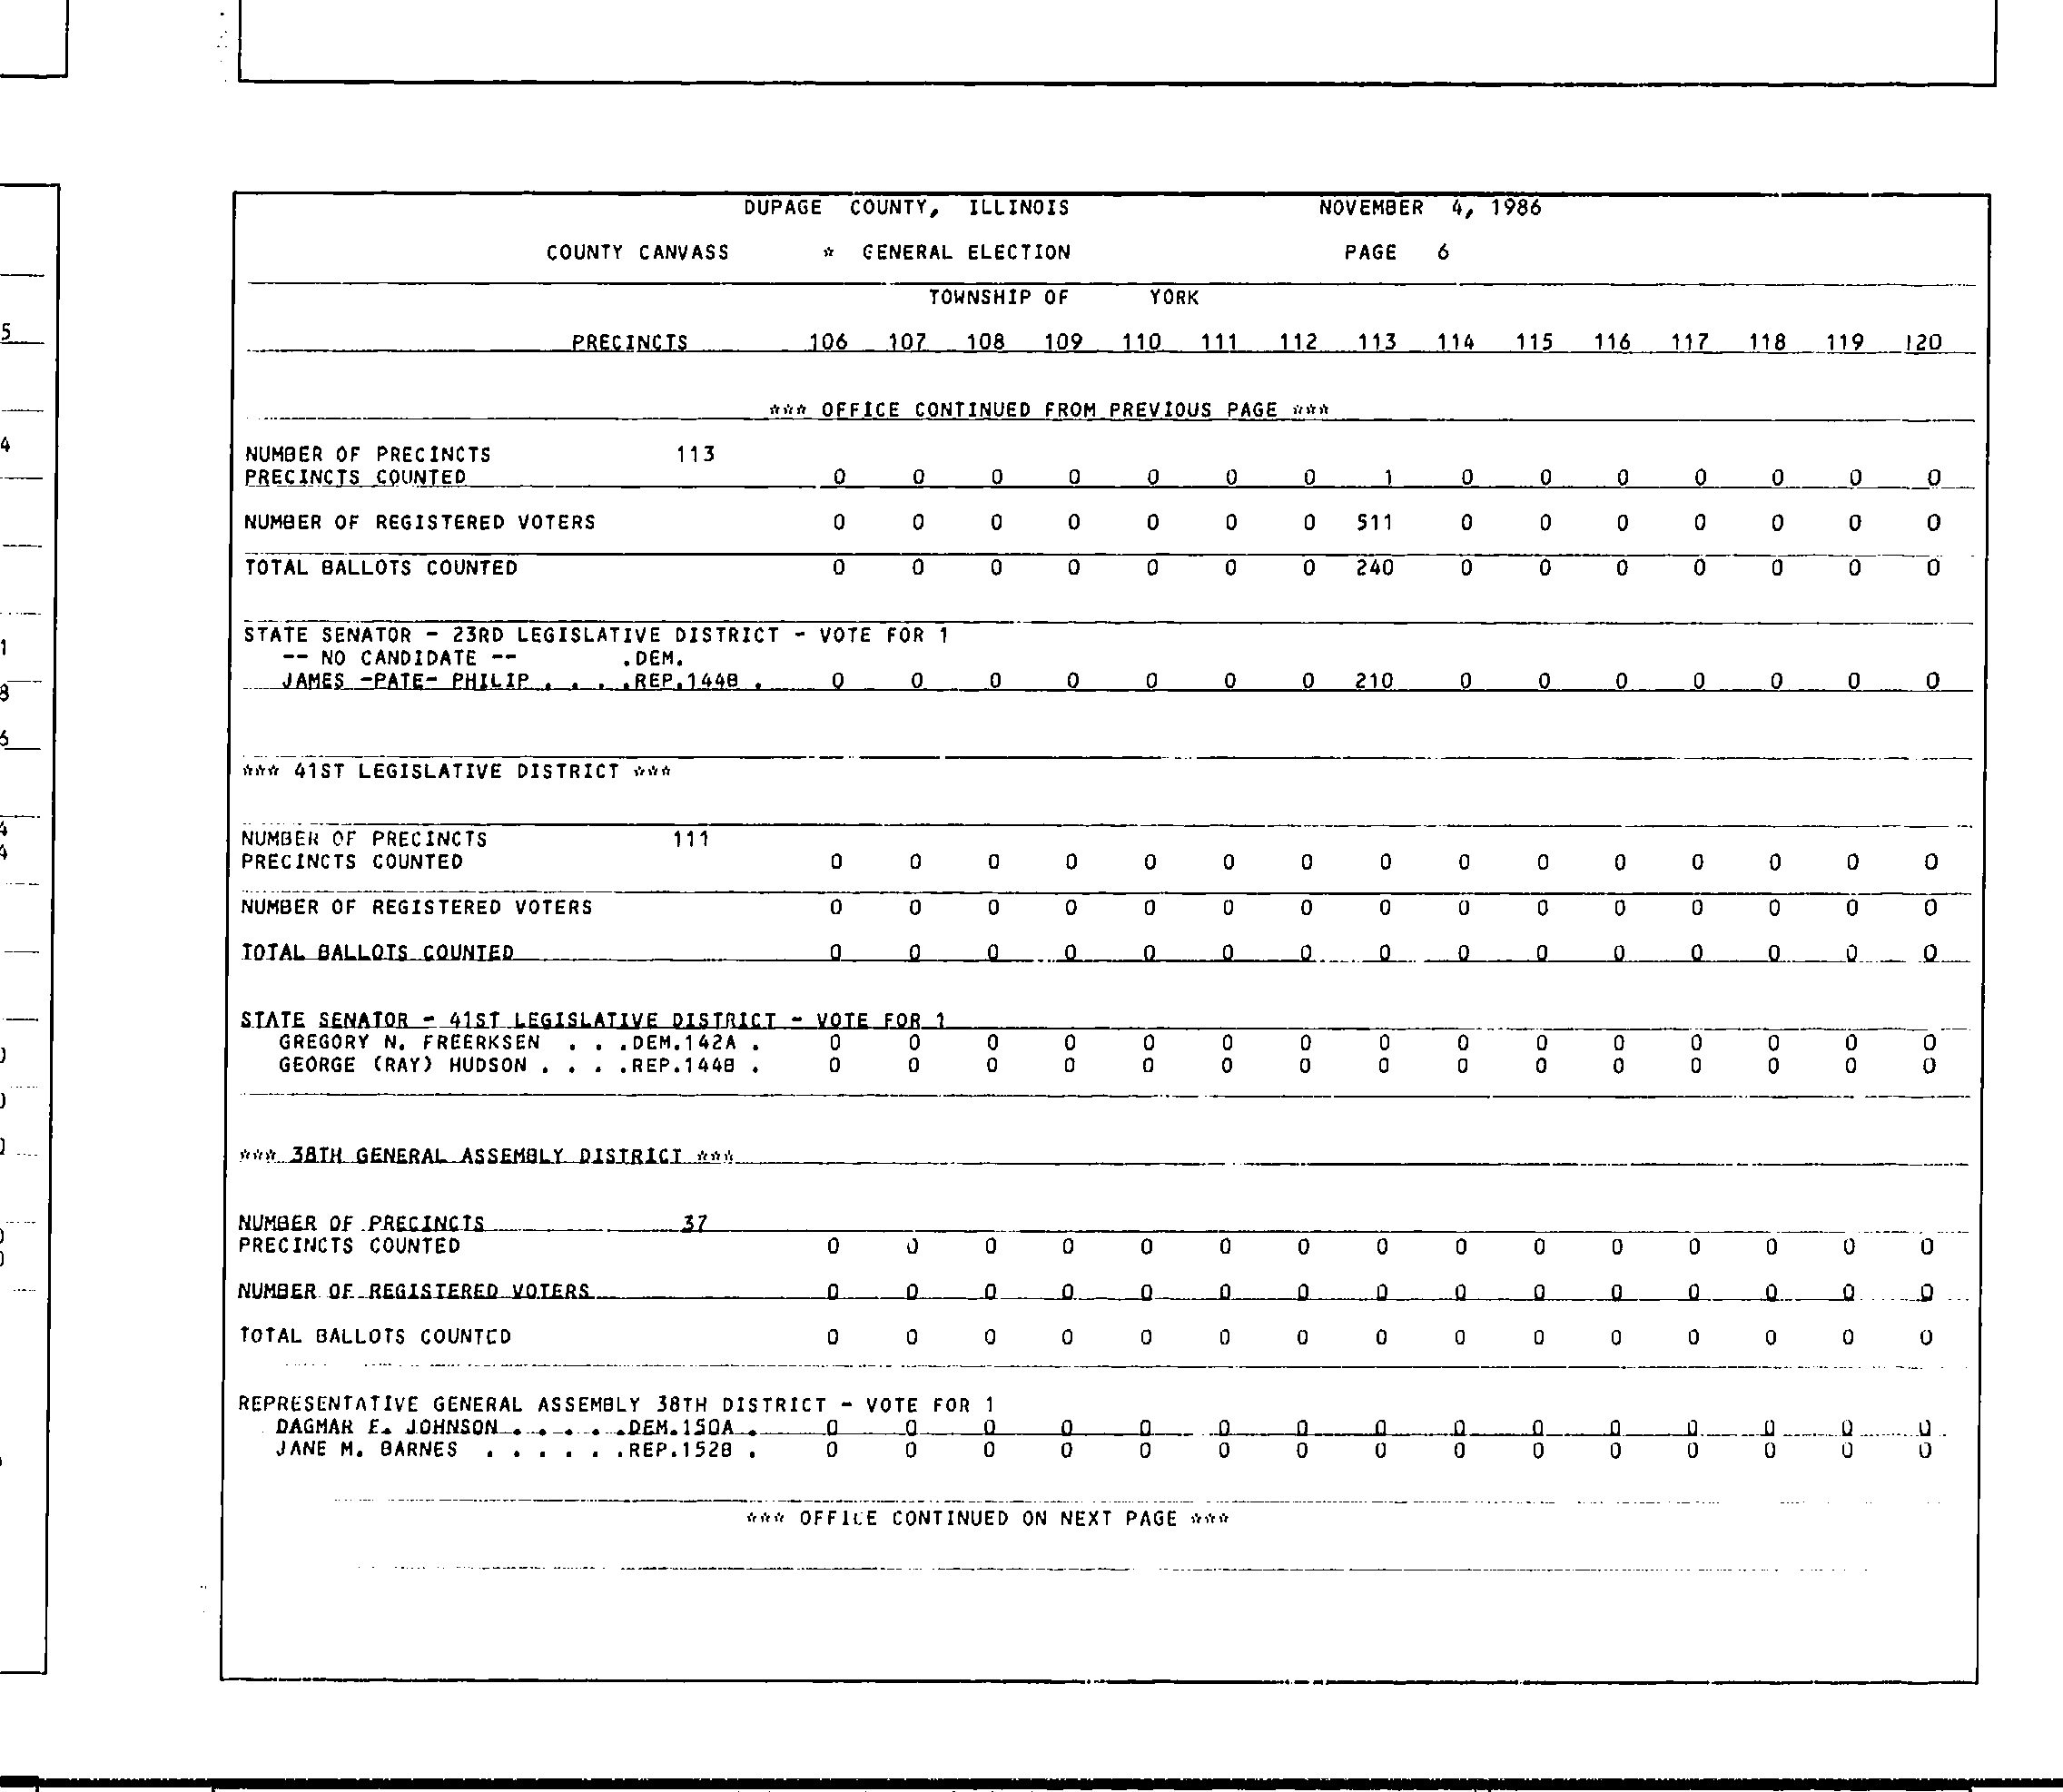 DUPAGE COUNTY, ILLINOIS NOVEMBER 4, 1986
COUNTY CANVASS * GENERAL ELECTION PAGE 6
TOWNSHIP OF YORK
PRECINCTS 106 107 108 109 110 111 112 113 114 115 116 117 118 119 120
*** OFFICE CONTINUED FROM PREVIOUS PAGE ***
NUMBER OF PRECINCTS 113
PRECINCTS COUNTED 0 0 0 0 0 0 0 1 0 0 0 0 0 0 0
NUMBER OF REGISTERED VOTERS 0 0 0 0 0 0 0 511 0 0 0 0 0 0 0
TOTAL BALLOTS COUNTED 0 0 0 0 0 0 0 240 0 0 0 0 0 0 0
STATE SENATOR - 23RD LEGISLATIVE DISTRICT - VOTE FOR 1
-- NO CANDIDATE -- .DEM.
JAMES -PATE- PHILIP . . . .REP.144B . 0 0 0 0 0 0 0 210 0 0 0 0 0 0 0
*** 41ST LEGISLATIVE DISTRICT ***
NUMBER OF PRECINCTS 111
PRECINCTS COUNTED 0 0 0 0 0 0 0 0 0 0 0 0 0 0 0
NUMBER OF REGISTERED VOTERS 0 0 0 0 0 0 0 0 0 0 0 0 0 0 0
TOTAL BALLOTS COUNTED 0 0 0 0 0 0 0 0 0 0 0 0 0 0 0
STATE SENATOR - 41ST LEGISLATIVE DISTRICT - VOTE FOR 1
GREGORY N. FREERKSEN . . .DEM.142A . 0 0 0 0 0 0 0 0 0 0 0 0 0 0 0
GEORGE (RAY) HUDSON . . . .REP.144B . 0 0 0 0 0 0 0 0 0 0 0 0 0 0 0
*** 38TH GENERAL ASSEMBLY DISTRICT ***
NUMBER OF PRECINCTS 37
PRECINCTS COUNTED 0 0 0 0 0 0 0 0 0 0 0 0 0 0 0
NUMBER OF REGISTERED VOTERS 0 0 0 0 0 0 0 0 0 0 0 0 0 0 0
TOTAL BALLOTS COUNTED 0 0 0 0 0 0 0 0 0 0 0 0 0 0 0
REPRESENTATIVE GENERAL ASSEMBLY 38TH DISTRICT - VOTE FOR 1
DAGMAR E. JOHNSON . . . . .DEM.150A . 0 0 0 0 0 0 0 0 0 0 0 0 0 0 0
JANE M. BARNES . . . . . .REP.152B . 0 0 0 0 0 0 0 0 0 0 0 0 0 0 0
*** OFFICE CONTINUED ON NEXT PAGE ***